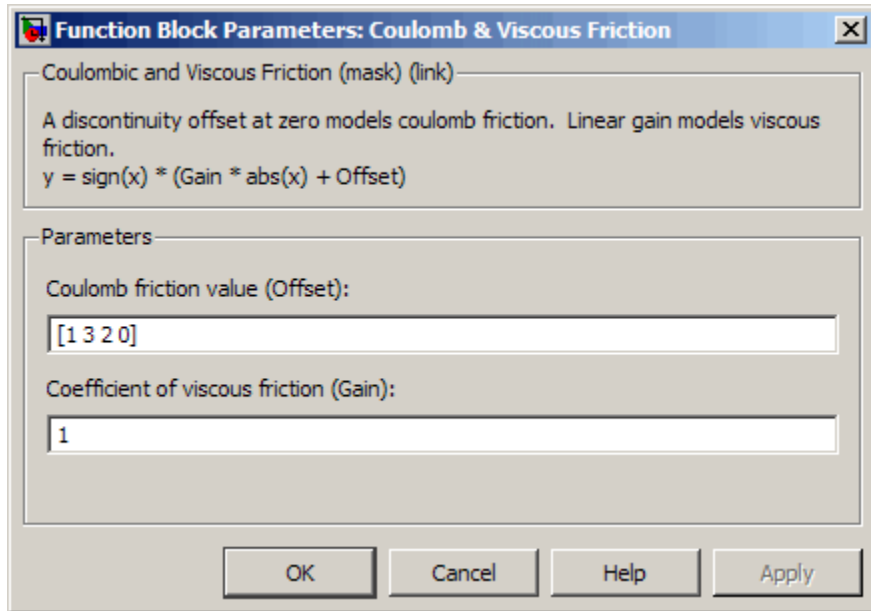 Function Block Parameters: Coulomb & Viscous Friction
Coulombic and Viscous Friction (mask) (link)
A discontinuity offset at zero models coulomb friction. Linear gain models viscous
friction.
y = sign(x) * (Gain * abs(x) + Offset)
Parameters
Coulomb friction value (Offset):
[1 3 2 0]
Coefficient of viscous friction (Gain):
1
OK Cancel Help Apply